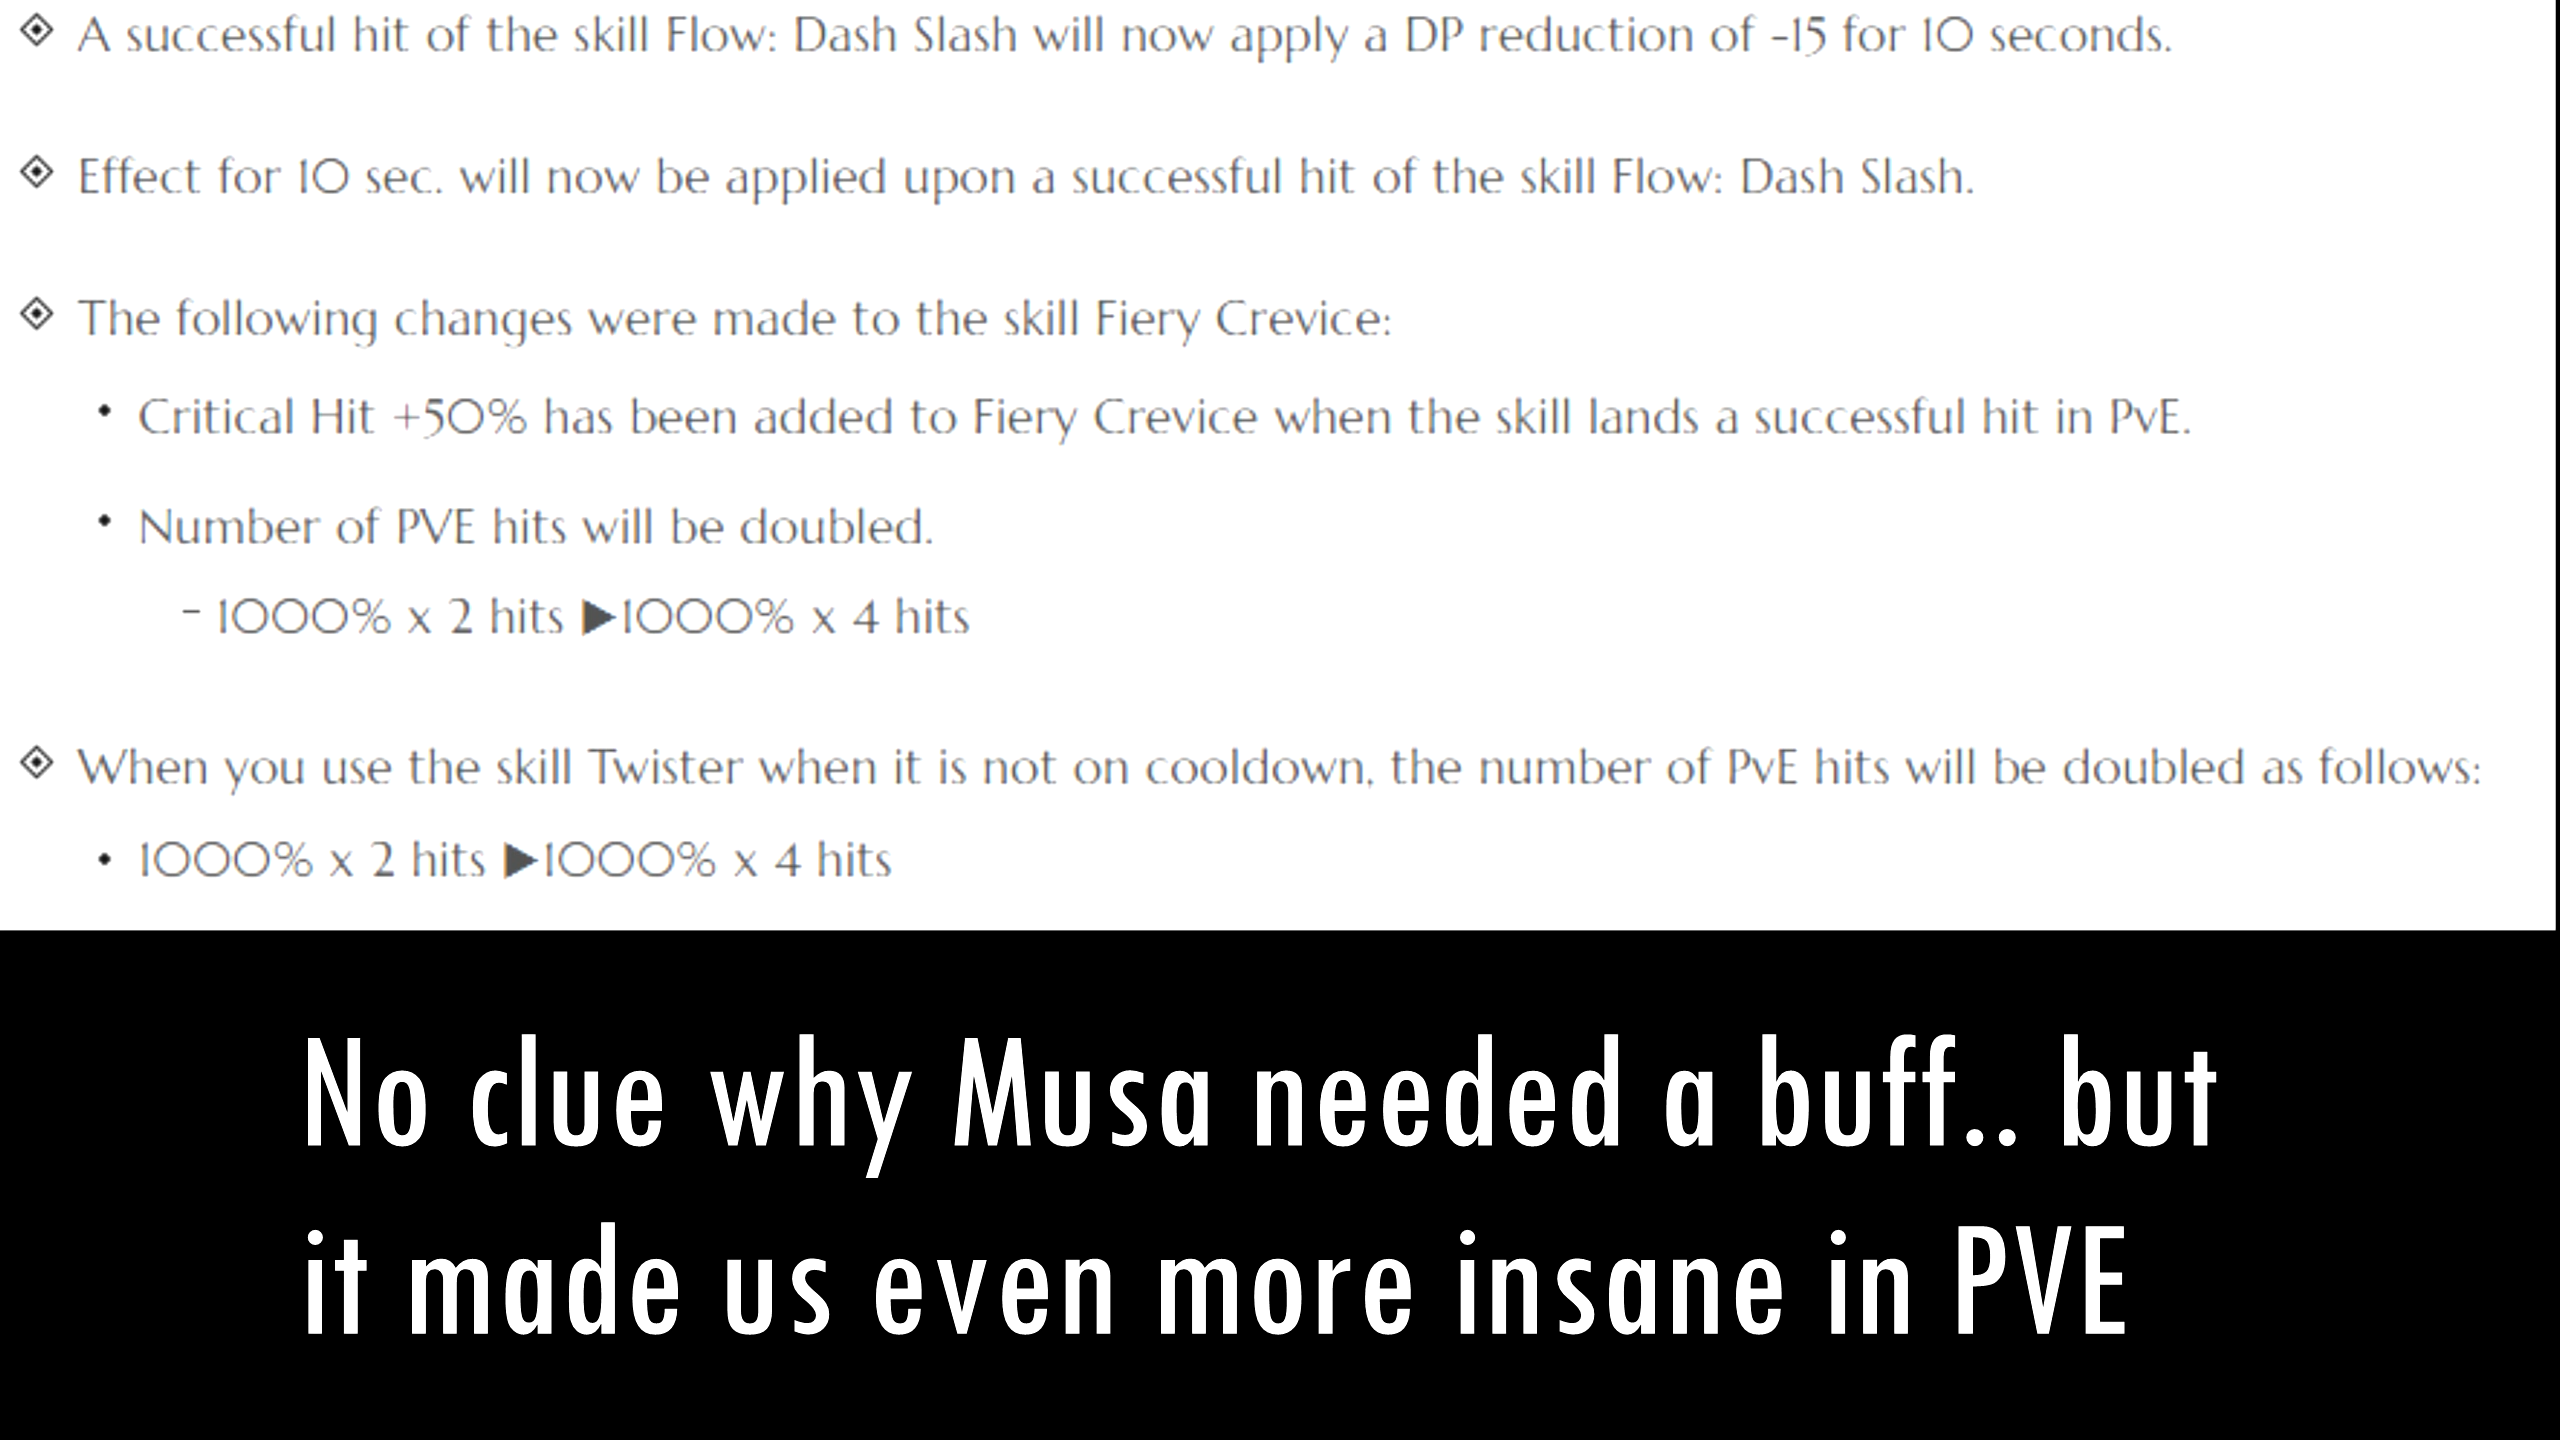 A successful hit of the skill Flow: Dash Slash will now apply a DP reduction of -15 for 10 seconds.
Effect for 10 sec. will now be applied upon a successful hit of the skill Flow: Dash Slash.
The following changes were made to the skill Fiery Crevice:
• Critical Hit +50% has been added to Fiery Crevice when the skill lands a successful hit in PvE.
• Number of PVE hits will be doubled.
- 1000% x 2 hits ▶1000% x 4 hits
When you use the skill Twister when it is not on cooldown, the number of PvE hits will be doubled as follows:
• 1000% x 2 hits ▶1000% x 4 hits
No clue why Musa needed a buff.. but
it made us even more insane in PVE